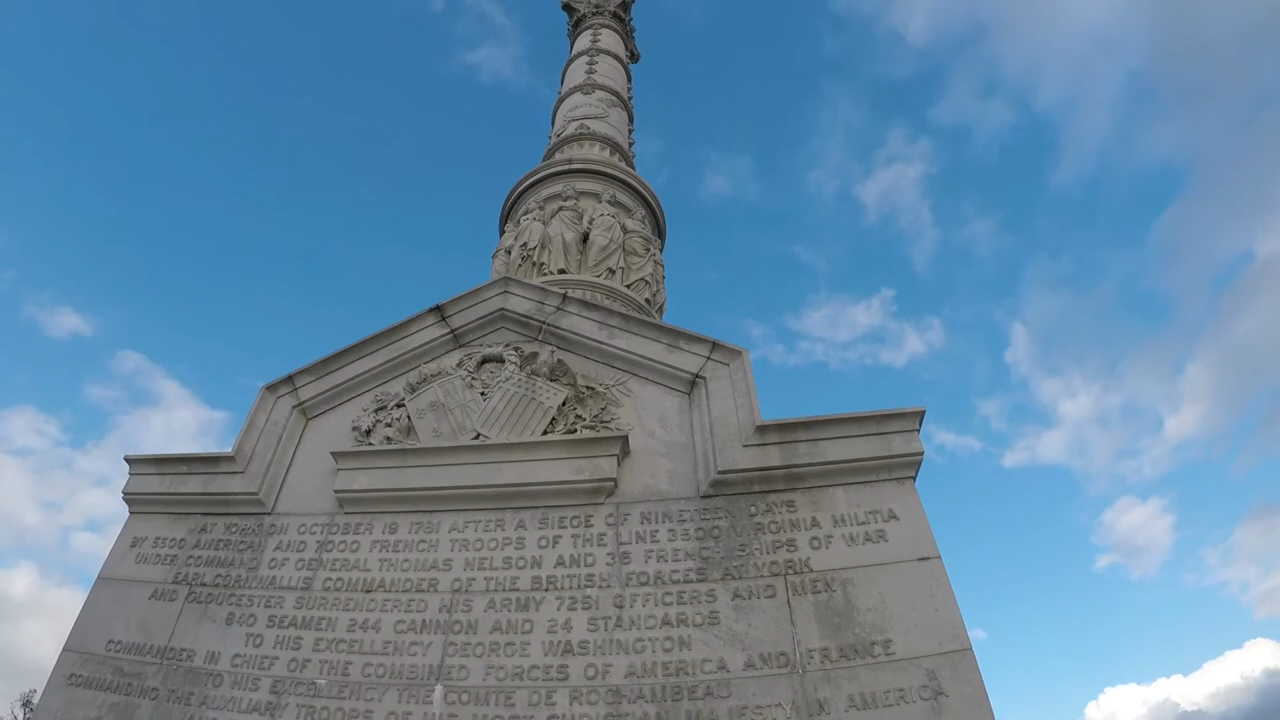 AT YORK ON OCTOBER 19 1781 AFTER A SIEGE OF NINETEEN DAYS
BY 5500 AMERICAN AND 7000 FRENCH TROOPS OF THE LINE 3500 VIRGINIA MILITIA
UNDER COMMAND OF GENERAL THOMAS NELSON AND 36 FRENCH SHIPS OF WAR
EARL CORNWALLIS COMMANDER OF THE BRITISH FORCES AT YORK
AND GLOUCESTER SURRENDERED HIS ARMY 7251 OFFICERS AND MEN
840 SEAMEN 244 CANNON AND 24 STANDARDS
TO HIS EXCELLENCY GEORGE WASHINGTON
COMMANDER IN CHIEF OF THE COMBINED FORCES OF AMERICA AND FRANCE
TO HIS EXCELLENCY THE COMTE DE ROCHAMBEAU
COMMANDING THE AUXILIARY TROOPS OF HIS MOST CHRISTIAN MAJESTY IN AMERICA